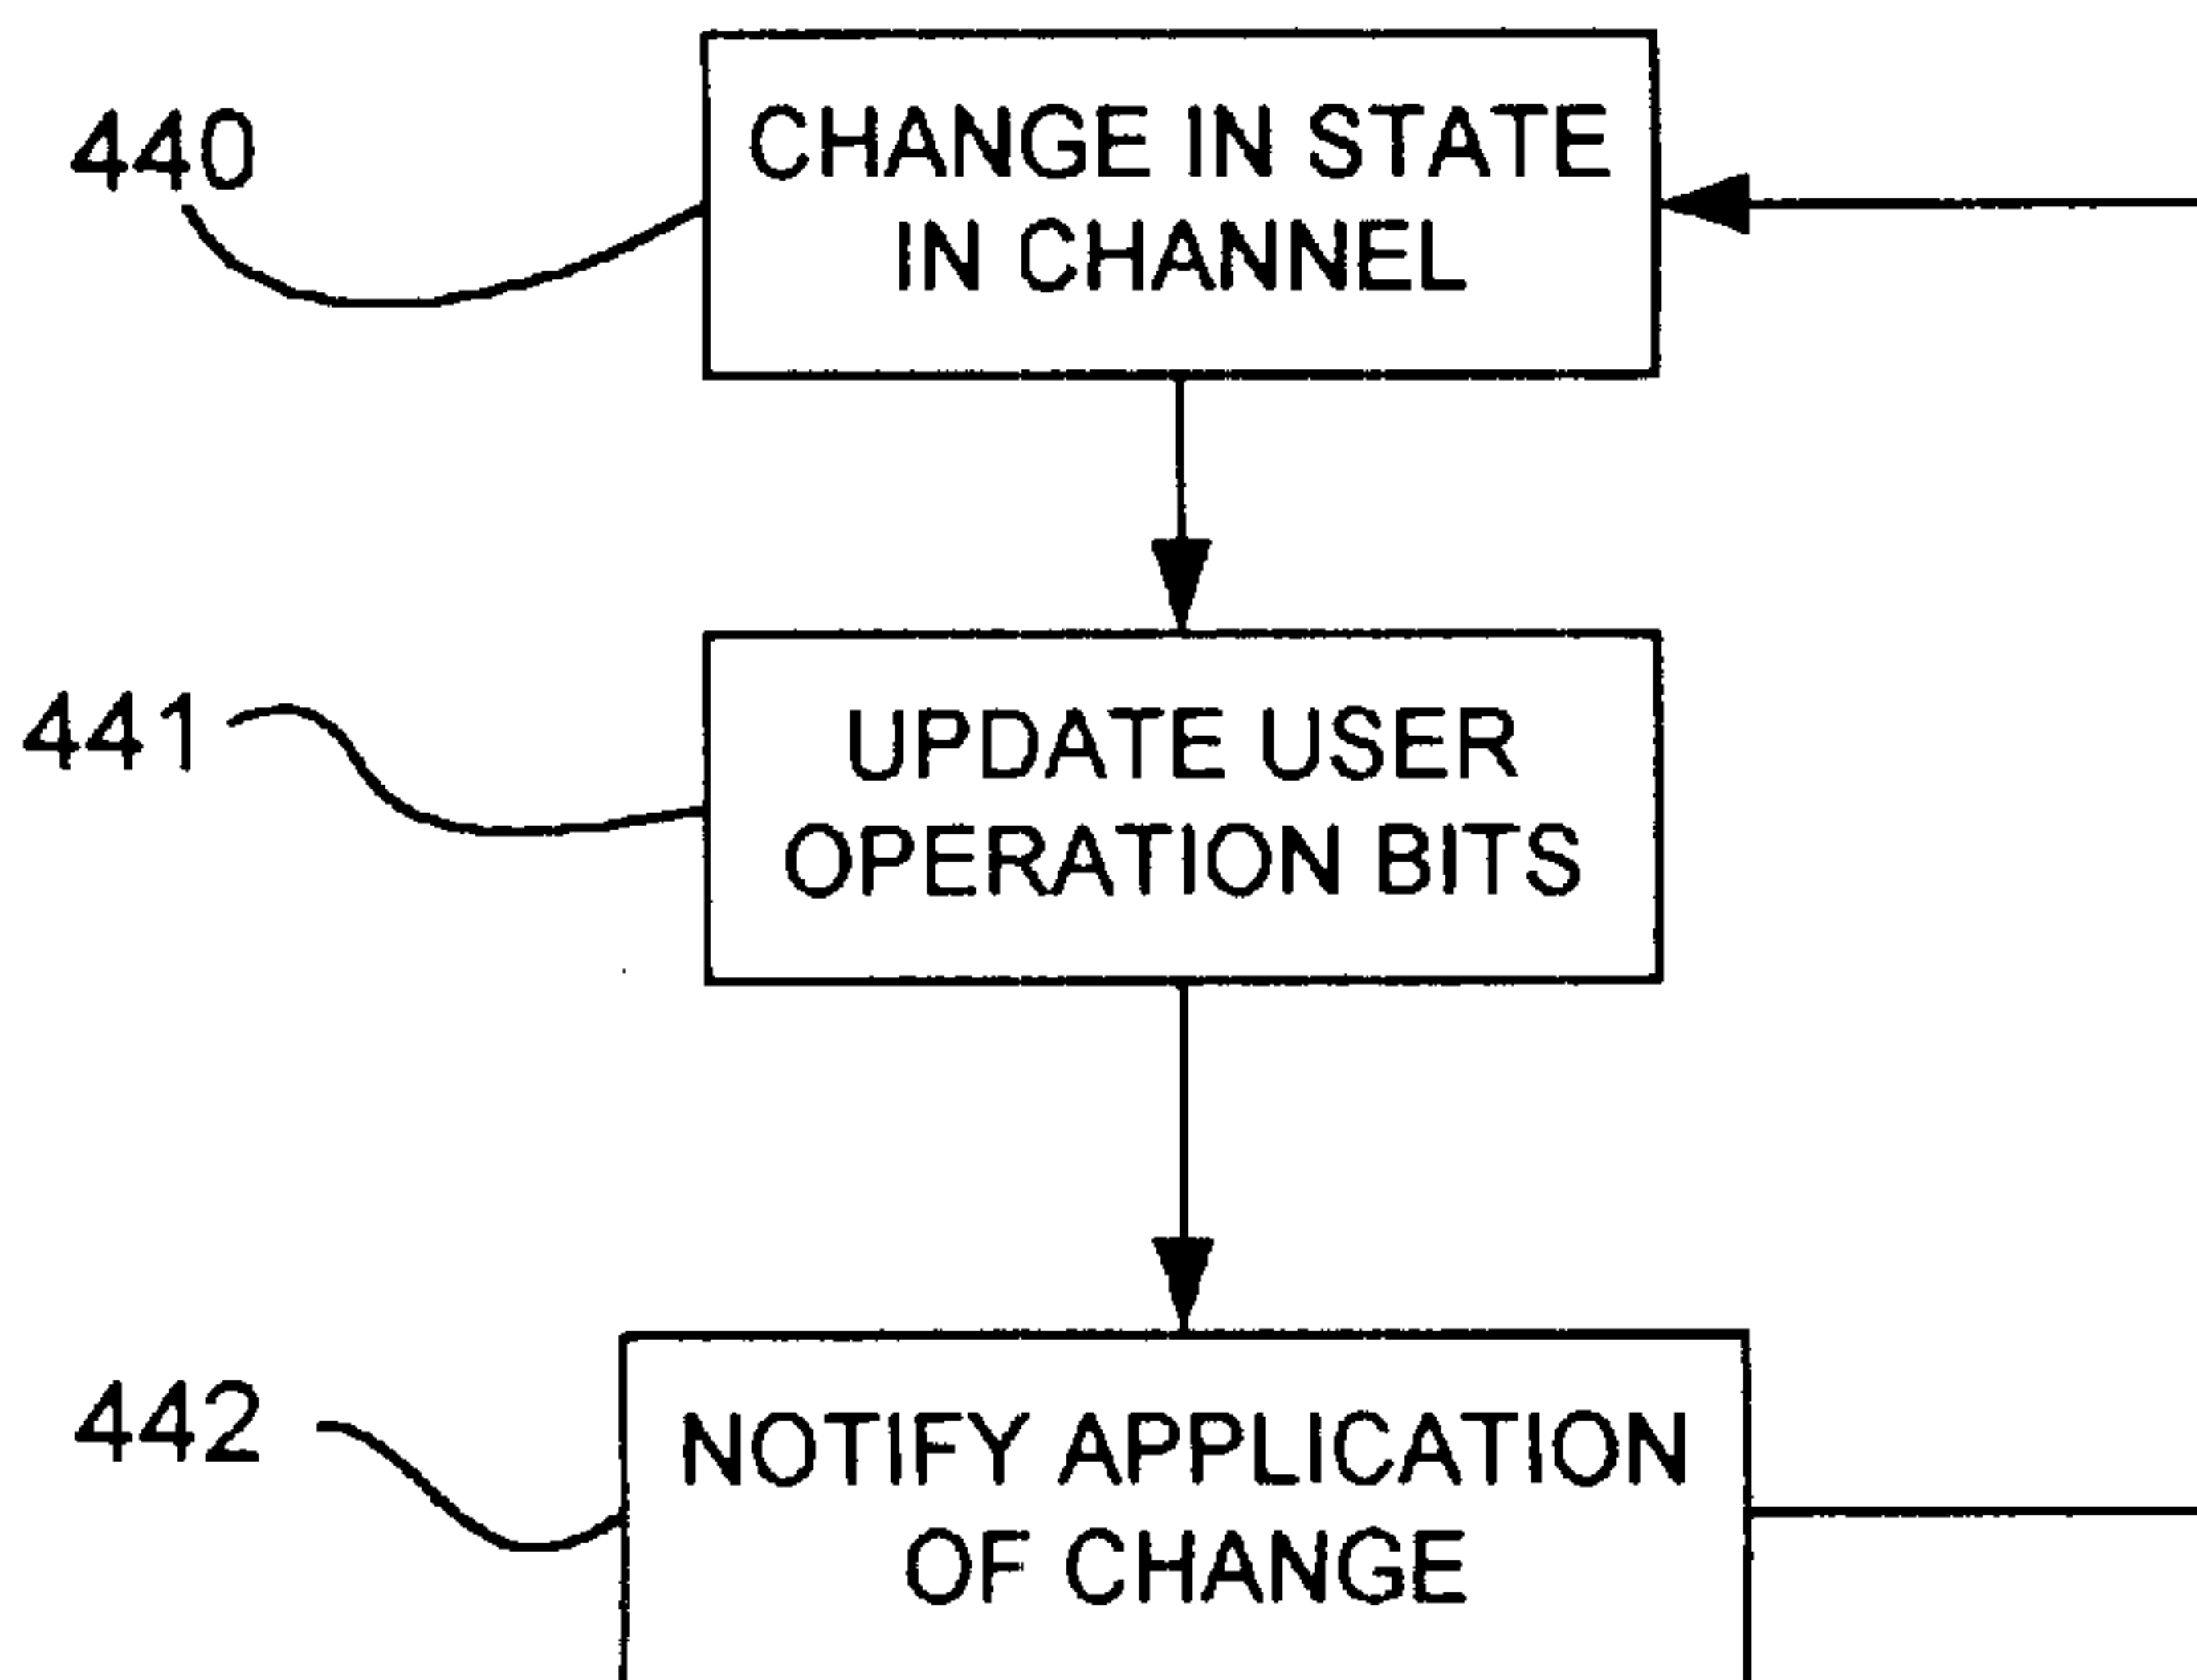 440
CHANGE IN STATE
IN CHANNEL
441
UPDATE USER
OPERATION BITS
442
NOTIFY APPLICATION
OF CHANGE